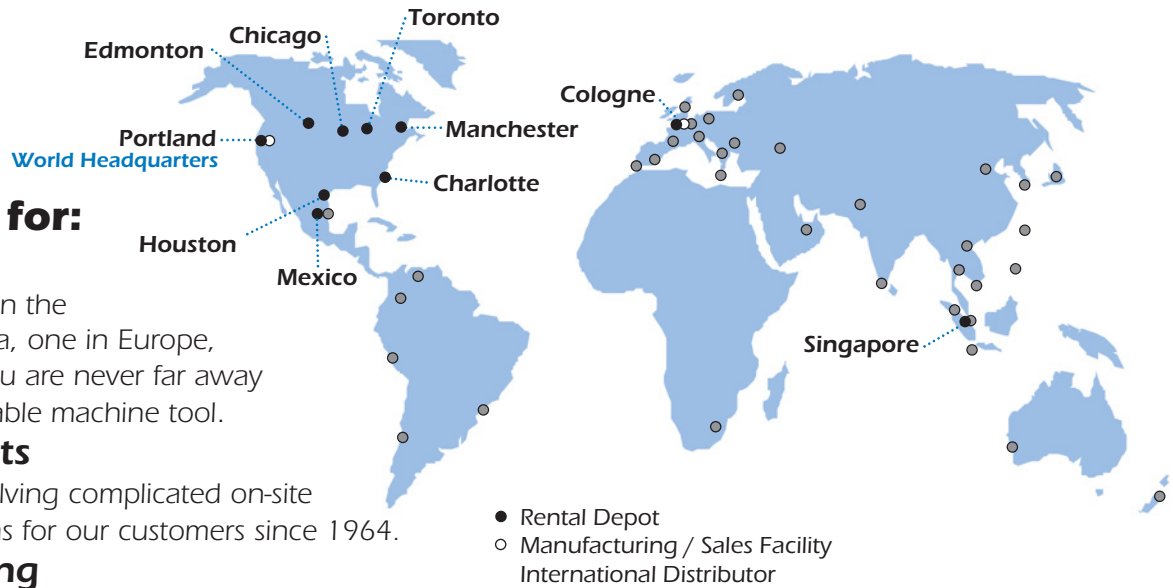 Toronto
Chicago
Edmonton
Cologne
Portland
World Headquarters
Manchester
Charlotte
for:
Houston
Mexico
n the
a, one in Europe,
u are never far away
able machine tool.
Singapore
ts
lving complicated on-site
ns for our customers since 1964.
Rental Depot
Manufacturing / Sales Facility
International Distributor
ng